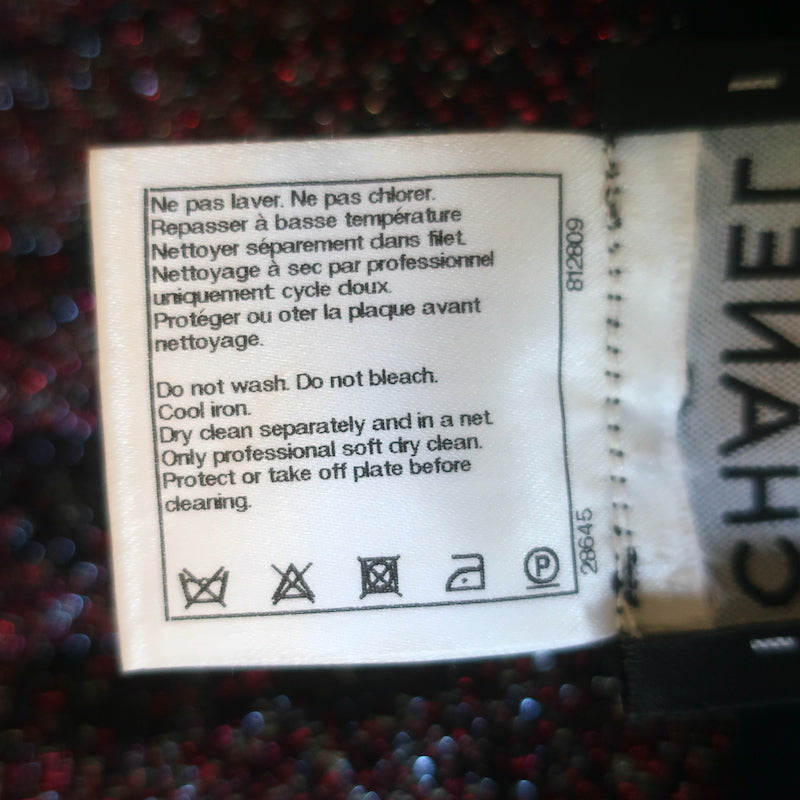 Ne pas laver. Ne pas chlorer.
Repasser à basse température
Nettoyer séparement dans filet.
Nettoyage à sec par professionnel
uniquement cycle doux.
Protéger ou oter la plaque avant
nettoyage.
Do not wash. Do not bleach.
Cool iron.
Dry clean separately and in a net.
Only professional soft dry clean.
Protect or take off plate before
cleaning.
P
812809
28645
CHANEL